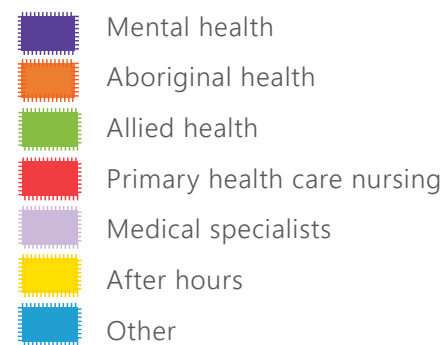 Mental health
Aboriginal health
Allied health
Primary health care nursing
Medical specialists
After hours
Other